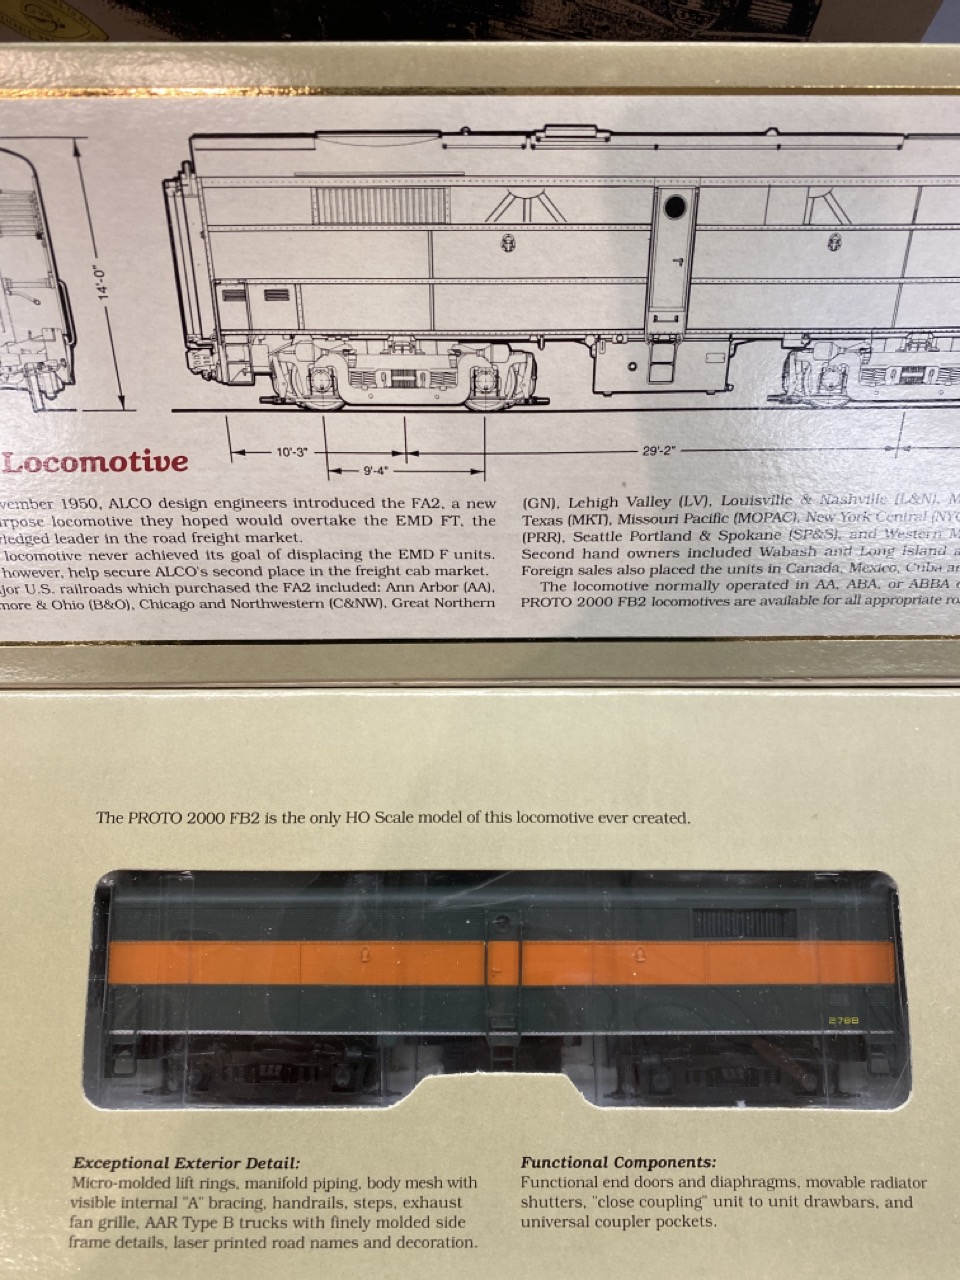 14'-0"
10'-3"
29'-2"
9'-4"
Locomotive
vember 1950, ALCO design engineers introduced the FA2, a new
rpose locomotive they hoped would overtake the EMD FT, the
ledged leader in the road freight market.
locomotive never achieved its goal of displacing the EMD F units.
however, help secure ALCO's second place in the freight cab market.
jor U.S. railroads which purchased the FA2 included: Ann Arbor (AA),
more & Ohio (B&O), Chicago and Northwestern (C&NW), Great Northern
(GN), Lehigh Valley (LV), Louisville & Nashville (L&N), M
Texas (MKT), Missouri Pacific (MOPAC), New York Central (NYC
(PRR), Seattle Portland & Spokane (SP&S), and Western M
Second hand owners included Wabash and Long Island a
Foreign sales also placed the units in Canada, Mexico, Cuba an
The locomotive normally operated in AA, ABA, or ABBA
PROTO 2000 FB2 locomotives are available for all appropriate ro
The PROTO 2000 FB2 is the only HO Scale model of this locomotive ever created.
278B
Exceptional Exterior Detail:
Micro-molded lift rings, manifold piping, body mesh with
visible internal "A" bracing, handrails, steps, exhaust
fan grille, AAR Type B trucks with finely molded side
frame details, laser printed road names and decoration.
Functional Components:
Functional end doors and diaphragms, movable radiator
shutters, "close coupling" unit to unit drawbars, and
universal coupler pockets.